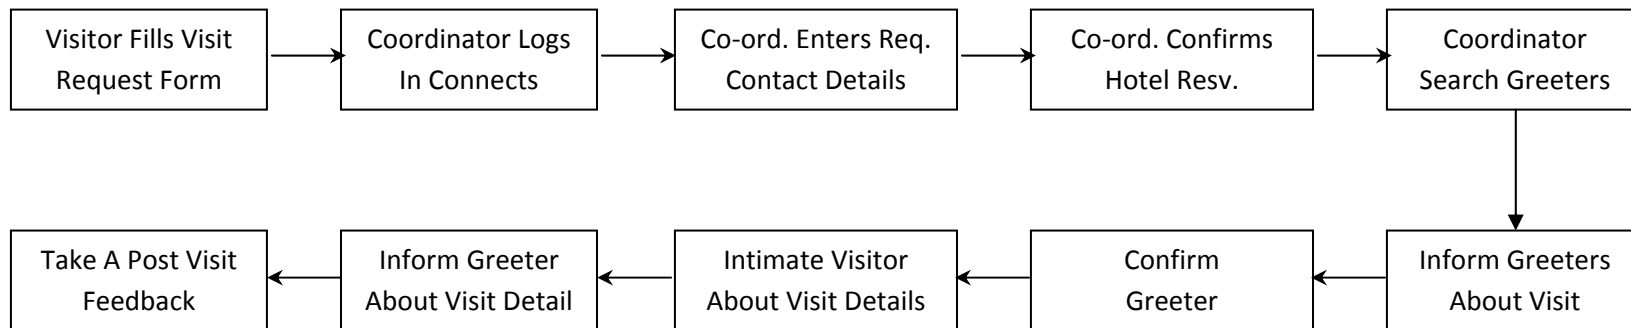 Visitor Fills Visit
Request Form
Coordinator Logs
In Connects
Co-ord. Enters Req.
Contact Details
Co-ord. Confirms
Hotel Resv.
Coordinator
Search Greeters
Inform Greeters
About Visit
Confirm
Greeter
Intimate Visitor
About Visit Details
Inform Greeter
About Visit Detail
Take A Post Visit
Feedback